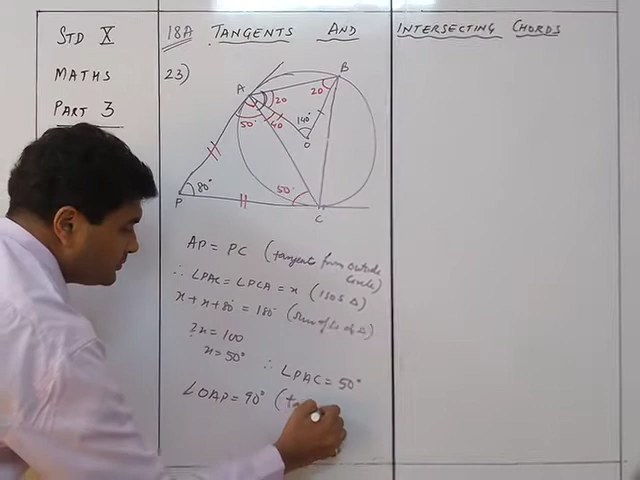 STD X
MATHS
PART 3
18A TANGENTS AND INTERSECTING CHORDS
23)
A
B
20
20
140°
40
50°
O
50°
80°
P
C
AP = PC (tangents from outside circle)
∴ ∠PAC = ∠PCA = x (ISOS Δ)
x + x + 80° = 180° (Sum of ∠s of Δ)
2x = 100
x = 50°
∴ ∠PAC = 50°
∠OAP = 90° (